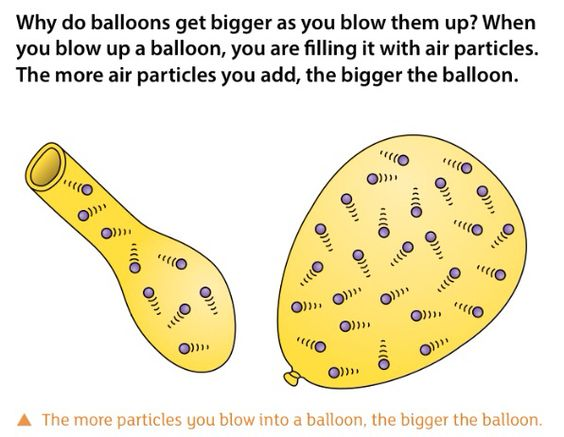 Why do balloons get bigger as you blow them up? When
you blow up a balloon, you are filling it with air particles.
The more air particles you add, the bigger the balloon.
▲ The more particles you blow into a balloon, the bigger the balloon.